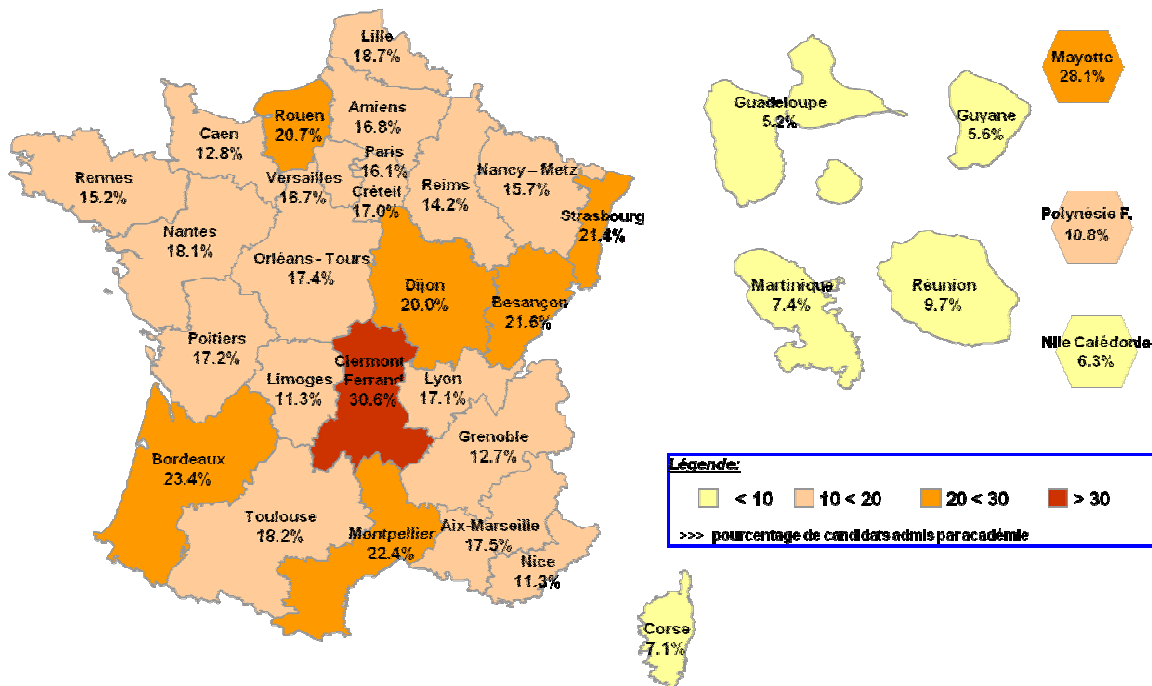 Lille
18.7%
Rouen
20.7%
Amiens
16.8%
Caen
12.8%
Paris
16.1%
Versailles
16.7%
Créteil
17.0%
Reims
14.2%
Nancy-Metz
15.7%
Strasbourg
21.4%
Rennes
15.2%
Nantes
18.1%
Orléans-Tours
17.4%
Dijon
20.0%
Besançon
21.6%
Poitiers
17.2%
Limoges
11.3%
Clermont
Ferrand
30.6%
Lyon
17.1%
Grenoble
12.7%
Bordeaux
23.4%
Toulouse
18.2%
Montpellier
22.4%
Aix-Marseille
17.5%
Nice
11.3%
Corse
7.1%
Guadeloupe
5.2%
Guyane
5.6%
Mayotte
28.1%
Polynésie F.
10.8%
Martinique
7.4%
Réunion
9.7%
Nlle Calédonie
6.3%
Légende:
< 10
10 < 20
20 < 30
> 30
>>> pourcentage de candidats admis par académie